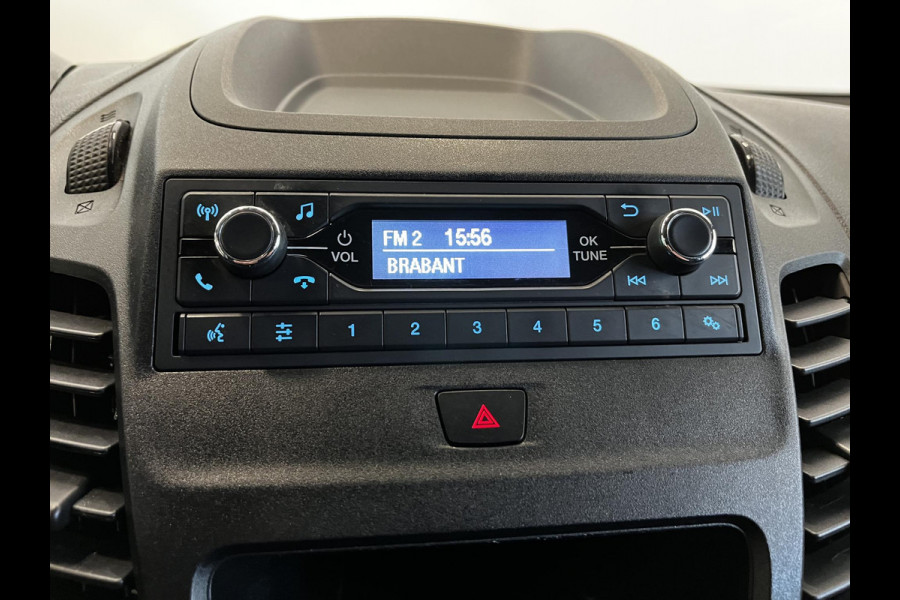 FM 2 15:56
BRABANT
VOL
OK
TUNE
1 2 3 4 5 6